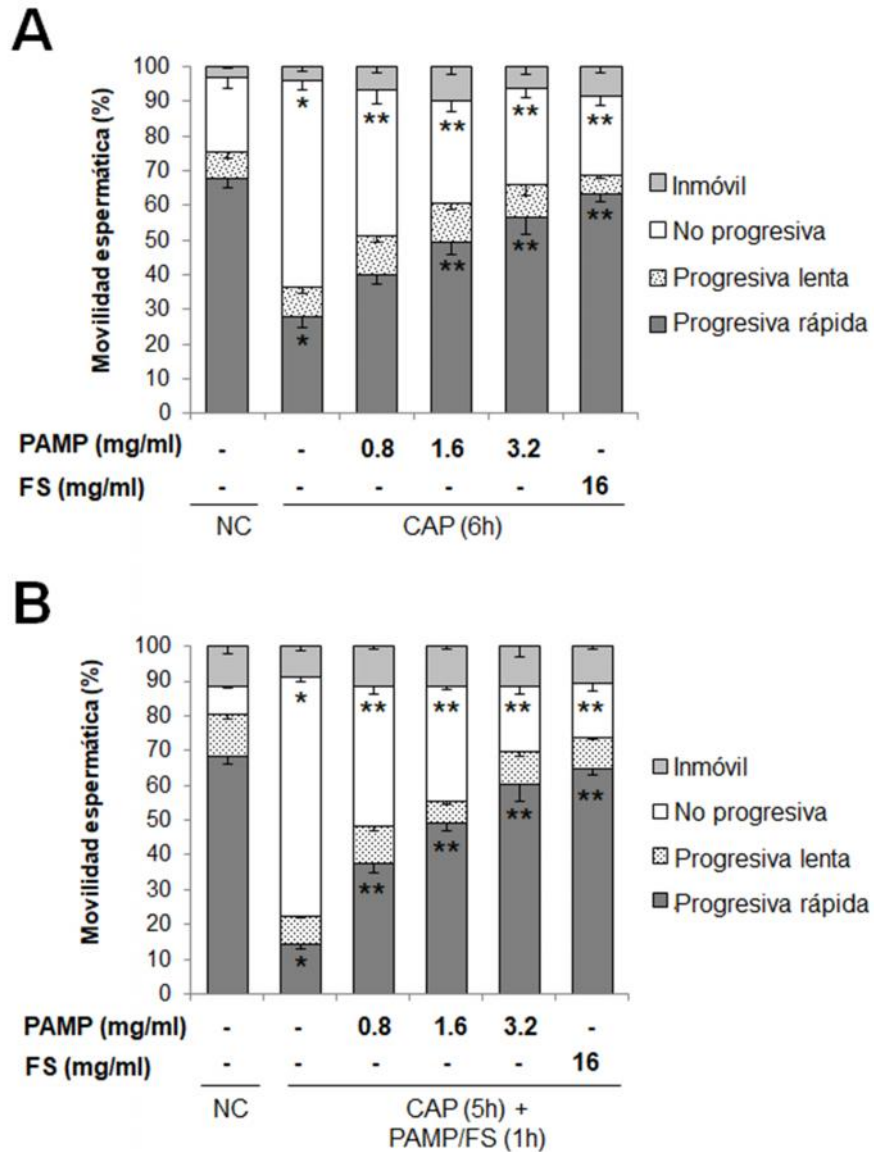 A
Movilidad espermática (%)
100
90
80
70
60
50
40
30
20
10
0
* ** ** ** **
* ** ** **
Inmóvil
No progresiva
Progresiva lenta
Progresiva rápida
PAMP (mg/ml) - - 0.8 1.6 3.2 -
FS (mg/ml) - - - - - 16
NC CAP (6h)
B
Movilidad espermática (%)
100
90
80
70
60
50
40
30
20
10
0
* ** ** ** **
* ** ** ** **
Inmóvil
No progresiva
Progresiva lenta
Progresiva rápida
PAMP (mg/ml) - - 0.8 1.6 3.2 -
FS (mg/ml) - - - - - 16
NC CAP (5h) +
PAMP/FS (1h)